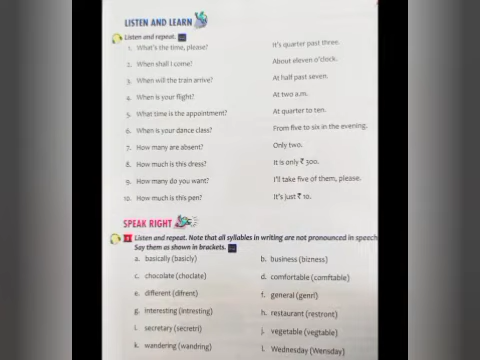 LISTEN AND LEARN
Listen and repeat.
1. What's the time, please? It's quarter past three.
2. When shall I come? About eleven o'clock.
3. When will the train arrive? At half past seven.
4. When is your flight? At two a.m.
5. What time is the appointment? At quarter to ten.
6. When is your dance class? From five to six in the evening.
7. How many are absent? Only two.
8. How much is this dress? It is only ₹ 300.
9. How many do you want? I'll take five of them, please.
10. How much is this pen? It's just ₹ 10.
SPEAK RIGHT
Listen and repeat. Note that all syllables in writing are not pronounced in speech
Say them as shown in brackets.
a. basically (basicly) b. business (bizness)
c. chocolate (choclate) d. comfortable (comftable)
e. different (difrent) f. general (genrl)
g. interesting (intresting) h. restaurant (restront)
i. secretary (secretri) j. vegetable (vegtable)
k. wandering (wandring) l. Wednesday (Wensday)